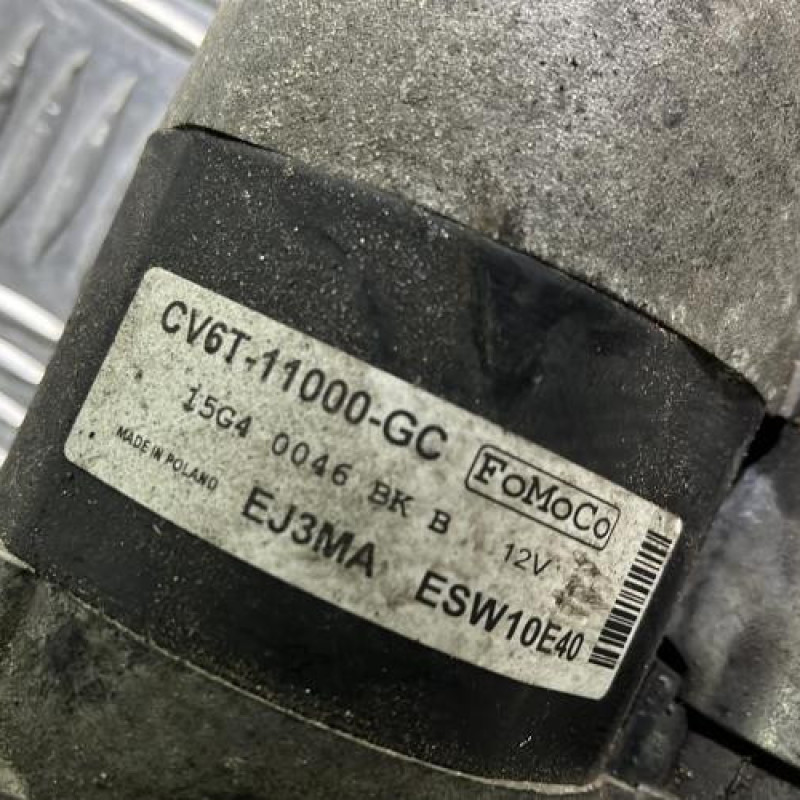 CV6T-11000-GC FoMoCo
15G4 0046 BK B 12V
MADE IN POLAND EJ3MA ESW10E40